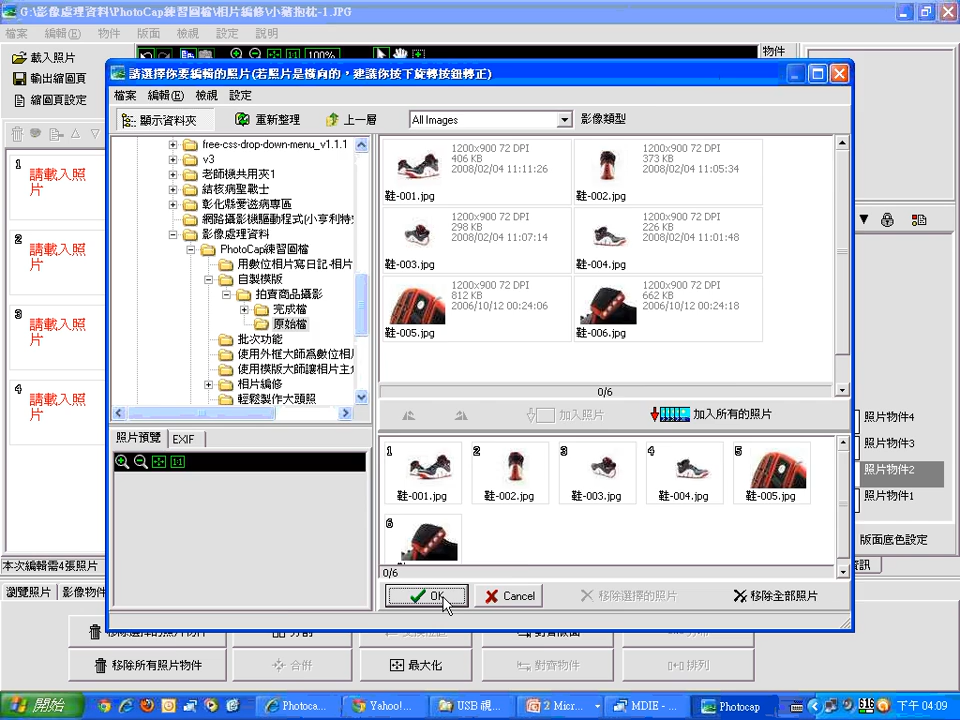 G:\影像處理資料\PhotoCap練習圖檔\相片編修\小豬抱枕-1.JPG
檔案 編輯(E) 檢視 物件 版面 檢視 設定 說明
載入照片
輸出縮圖頁
縮圖頁設定
100%
物件
請選擇你要編輯的照片(若照片是橫向的，建議你按下旋轉按鈕轉正)
檔案 編輯(E) 檢視 設定
顯示資料夾 重新整理 上一層 All Images 影像類型
free-css-drop-down-menu_v1.1.1
v3
老師機共用夾1
結核病聖戰士
彰化縣愛滋病專區
網路攝影機驅動程式(小亨利特
影像處理資料
PhotoCap練習圖檔
用數位相片寫日記-相片
自製模版
拍賣商品攝影
完成檔
原始檔
批次功能
使用外框大師為數位相片
使用模版大師讓相片主角
相片編修
輕鬆製作大頭照
1200x900 72 DPI
406 KB
2008/02/04 11:11:26
鞋-001.jpg
1200x900 72 DPI
373 KB
2008/02/04 11:05:34
鞋-002.jpg
1200x900 72 DPI
298 KB
2008/02/04 11:07:14
鞋-003.jpg
1200x900 72 DPI
226 KB
2008/02/04 11:01:48
鞋-004.jpg
1200x900 72 DPI
812 KB
2006/10/12 00:24:06
鞋-005.jpg
1200x900 72 DPI
662 KB
2006/10/12 00:24:18
鞋-006.jpg
0/6
加入照片 加入所有的照片
照片預覽 EXIF
1 鞋-001.jpg
2 鞋-002.jpg
3 鞋-003.jpg
4 鞋-004.jpg
5 鞋-005.jpg
6
0/6
OK Cancel 移除選擇的照片 移除全部照片
1 請載入照片
2 請載入照片
3 請載入照片
4 請載入照片
照片物件4
照片物件3
照片物件2
照片物件1
版面底色設定
資訊
本次編輯需4張照片
瀏覽照片 影像物件
移除所有照片物件 合併 最大化 對齊物件 排列
開始 Photoca... Yahoo!... USB 視... 2 Micr... MDIE - ... Photocap 下午 04:09